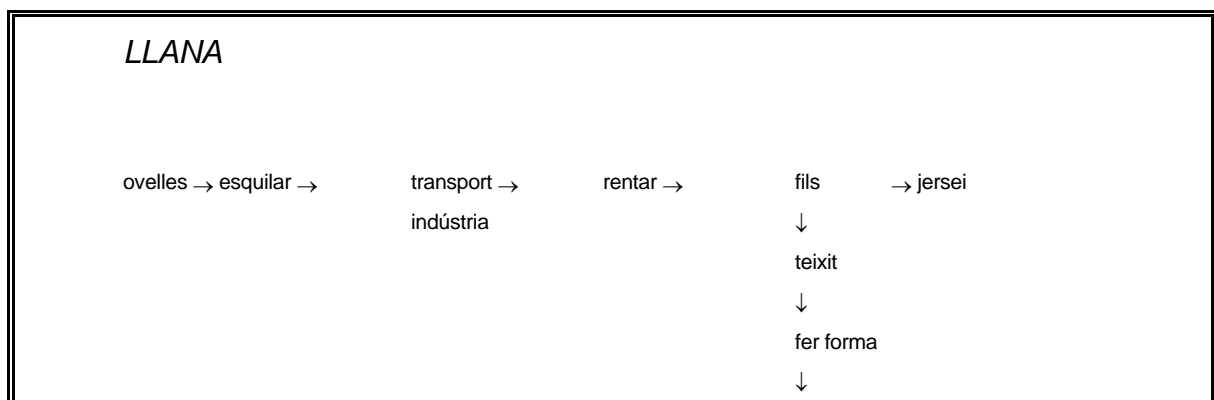 LLANA
ovelles → esquilar → transport → rentar → fils → jersei
indústria ↓
teixit
↓
fer forma
↓